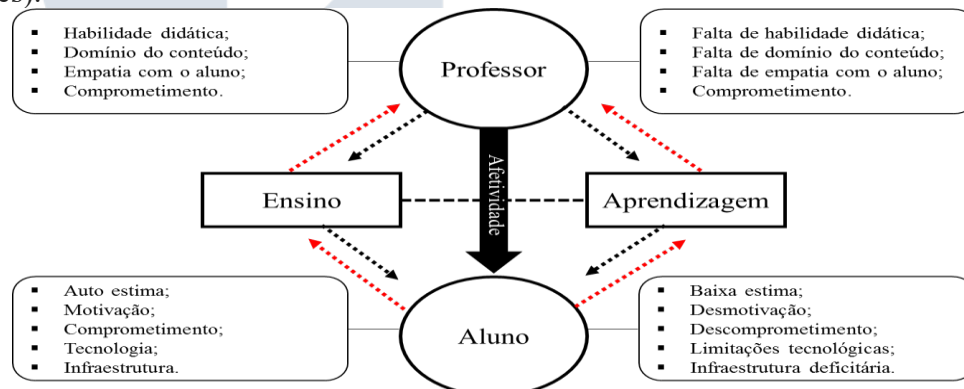 es).
▪ Habilidade didática;
▪ Domínio do conteúdo;
▪ Empatia com o aluno;
▪ Comprometimento.
Professor
▪ Falta de habilidade didática;
▪ Falta de domínio do conteúdo;
▪ Falta de empatia com o aluno;
▪ Comprometimento.
Ensino
Afetividade
Aprendizagem
▪ Auto estima;
▪ Motivação;
▪ Comprometimento;
▪ Tecnologia;
▪ Infraestrutura.
Aluno
▪ Baixa estima;
▪ Desmotivação;
▪ Descomprometimento;
▪ Limitações tecnológicas;
▪ Infraestrutura deficitária.